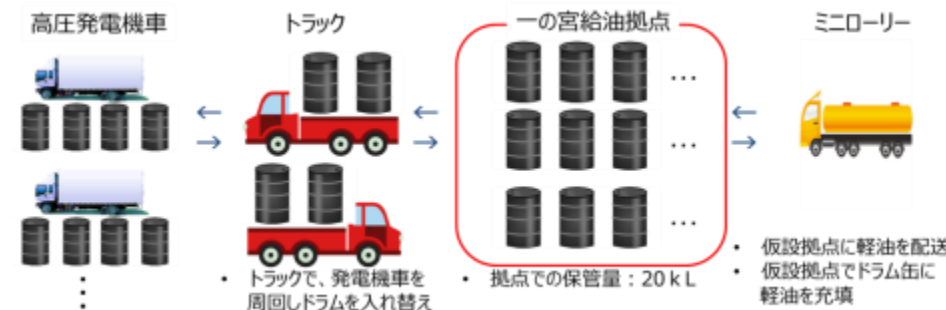 高圧発電機車
トラック
一の宮給油拠点
ミニローリー
…
…
…
・ トラックで、発電機車を
周回しドラムを入れ替え
・ 拠点での保管量：20ｋL
・ 仮設拠点に軽油を配送
・ 仮設拠点でドラム缶に
軽油を充填